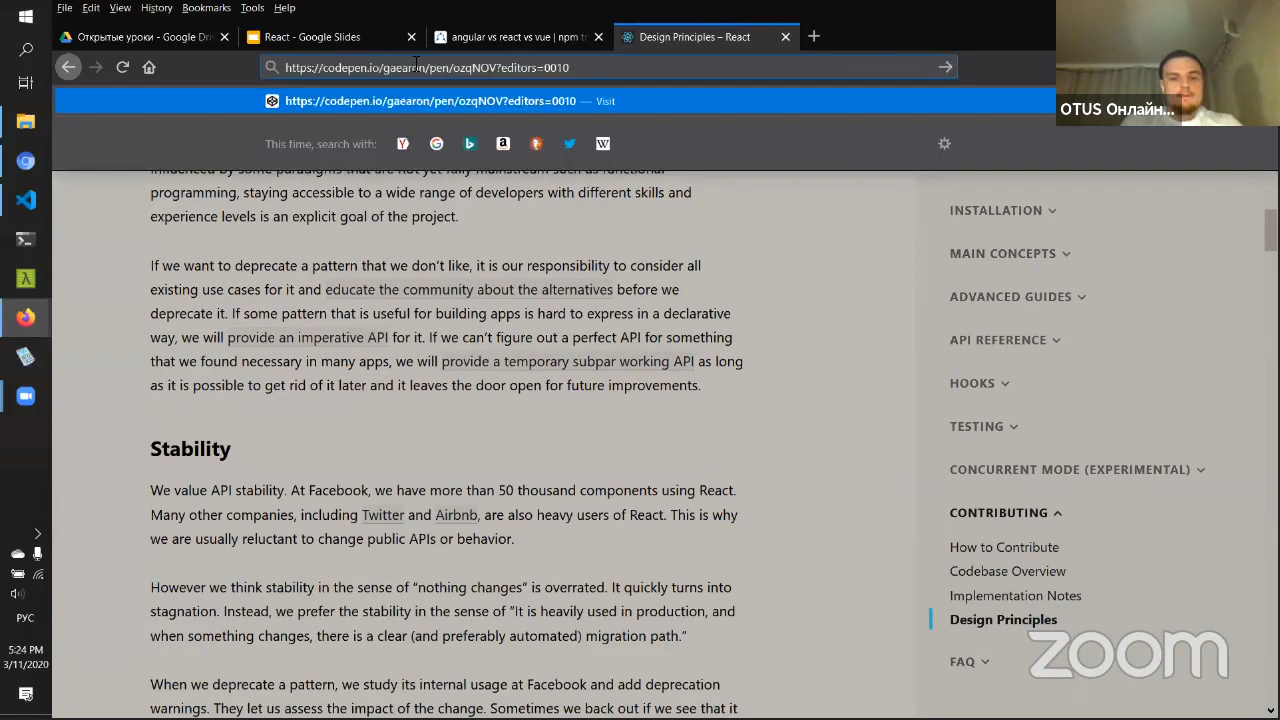 File Edit View History Bookmarks Tools Help
Открытые уроки - Google Driv
React - Google Slides
angular vs react vs vue | npm tr
Design Principles – React
https://codepen.io/gaearon/pen/ozqNOV?editors=0010
https://codepen.io/gaearon/pen/ozqNOV?editors=0010 — Visit
This time, search with:
OTUS Онлайн...
influenced by some paradigms that are not yet fully mainstream such as functional
programming, staying accessible to a wide range of developers with different skills and
experience levels is an explicit goal of the project.
If we want to deprecate a pattern that we don't like, it is our responsibility to consider all
existing use cases for it and educate the community about the alternatives before we
deprecate it. If some pattern that is useful for building apps is hard to express in a declarative
way, we will provide an imperative API for it. If we can't figure out a perfect API for something
that we found necessary in many apps, we will provide a temporary subpar working API as long
as it is possible to get rid of it later and it leaves the door open for future improvements.
Stability
We value API stability. At Facebook, we have more than 50 thousand components using React.
Many other companies, including Twitter and Airbnb, are also heavy users of React. This is why
we are usually reluctant to change public APIs or behavior.
However we think stability in the sense of “nothing changes” is overrated. It quickly turns into
stagnation. Instead, we prefer the stability in the sense of “It is heavily used in production, and
when something changes, there is a clear (and preferably automated) migration path.”
When we deprecate a pattern, we study its internal usage at Facebook and add deprecation
warnings. They let us assess the impact of the change. Sometimes we back out if we see that it
INSTALLATION
MAIN CONCEPTS
ADVANCED GUIDES
API REFERENCE
HOOKS
TESTING
CONCURRENT MODE (EXPERIMENTAL)
CONTRIBUTING
How to Contribute
Codebase Overview
Implementation Notes
Design Principles
FAQ
zoom
РУС
5:24 PM
3/11/2020